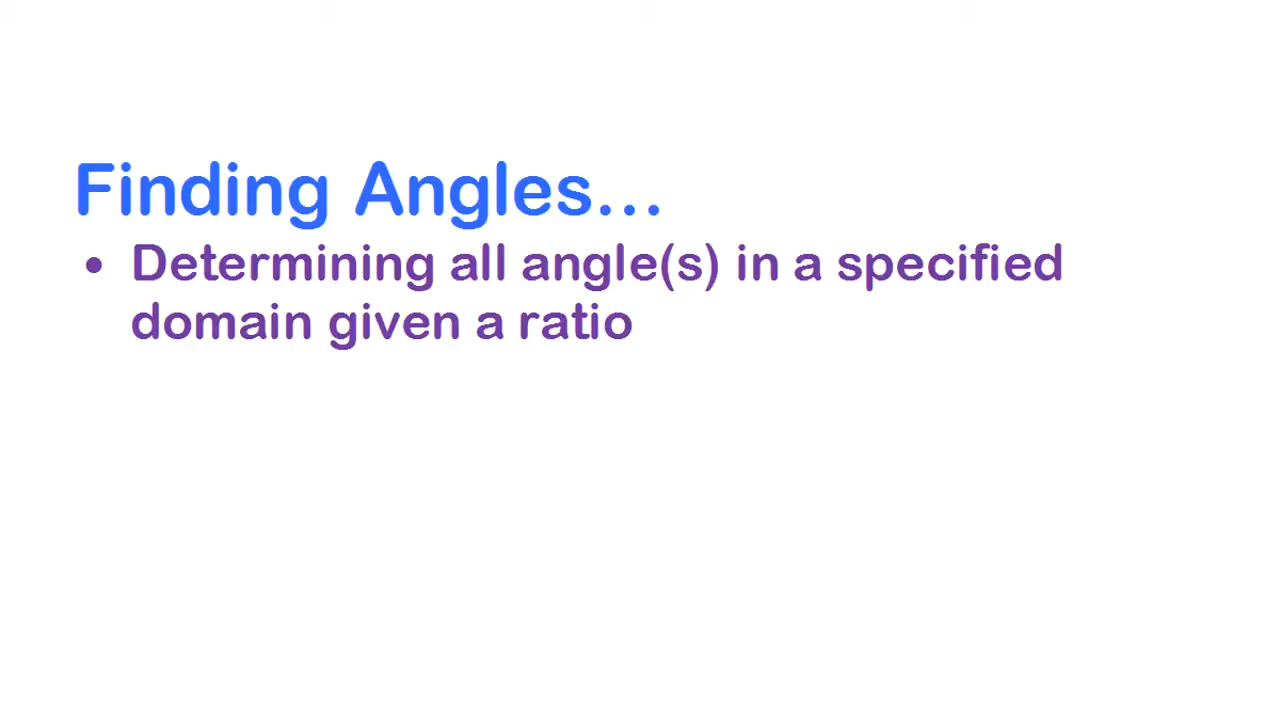 Finding Angles...
• Determining all angle(s) in a specified
domain given a ratio